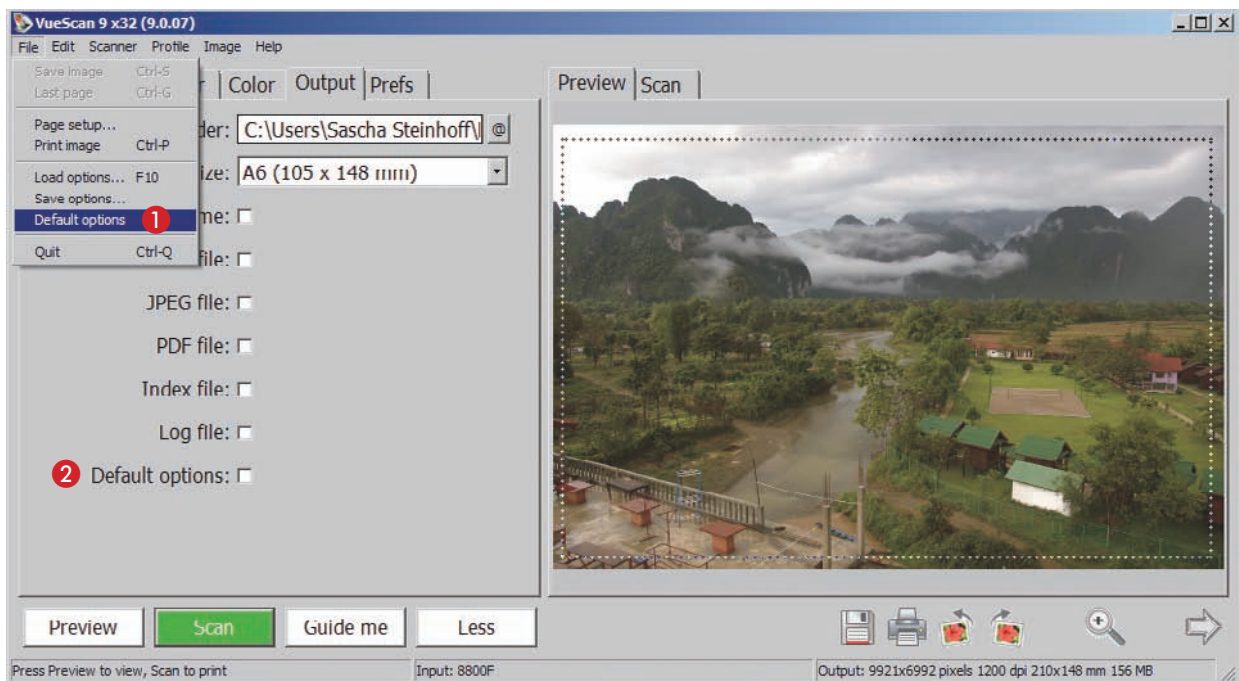 VueScan 9 x32 (9.0.07)
File Edit Scanner Profile Image Help
Save image Ctrl-S
Last page Ctrl-G
Page setup...
Print image Ctrl-P
Load options... F10
Save options...
Default options 1
Quit Ctrl-Q
r Color Output Prefs
der: C:\Users\Sascha Steinhoff\ @
ize: A6 (105 x 148 mm)
me:
file:
JPEG file:
PDF file:
Index file:
Log file:
2 Default options:
Preview Scan
Preview Scan Guide me Less
Press Preview to view, Scan to print Input: 8800F Output: 9921x6992 pixels 1200 dpi 210x148 mm 156 MB